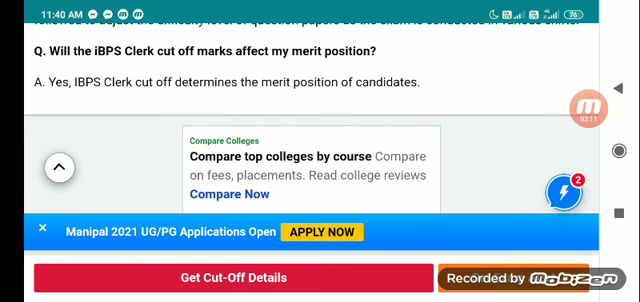 11:40 AM
76
Q. Will the iBPS Clerk cut off marks affect my merit position?
A. Yes, IBPS Clerk cut off determines the merit position of candidates.
03:11
Compare Colleges
Compare top colleges by course Compare
on fees, placements. Read college reviews
Compare Now
2
Manipal 2021 UG/PG Applications Open APPLY NOW
Get Cut-Off Details
Recorded by mobizen